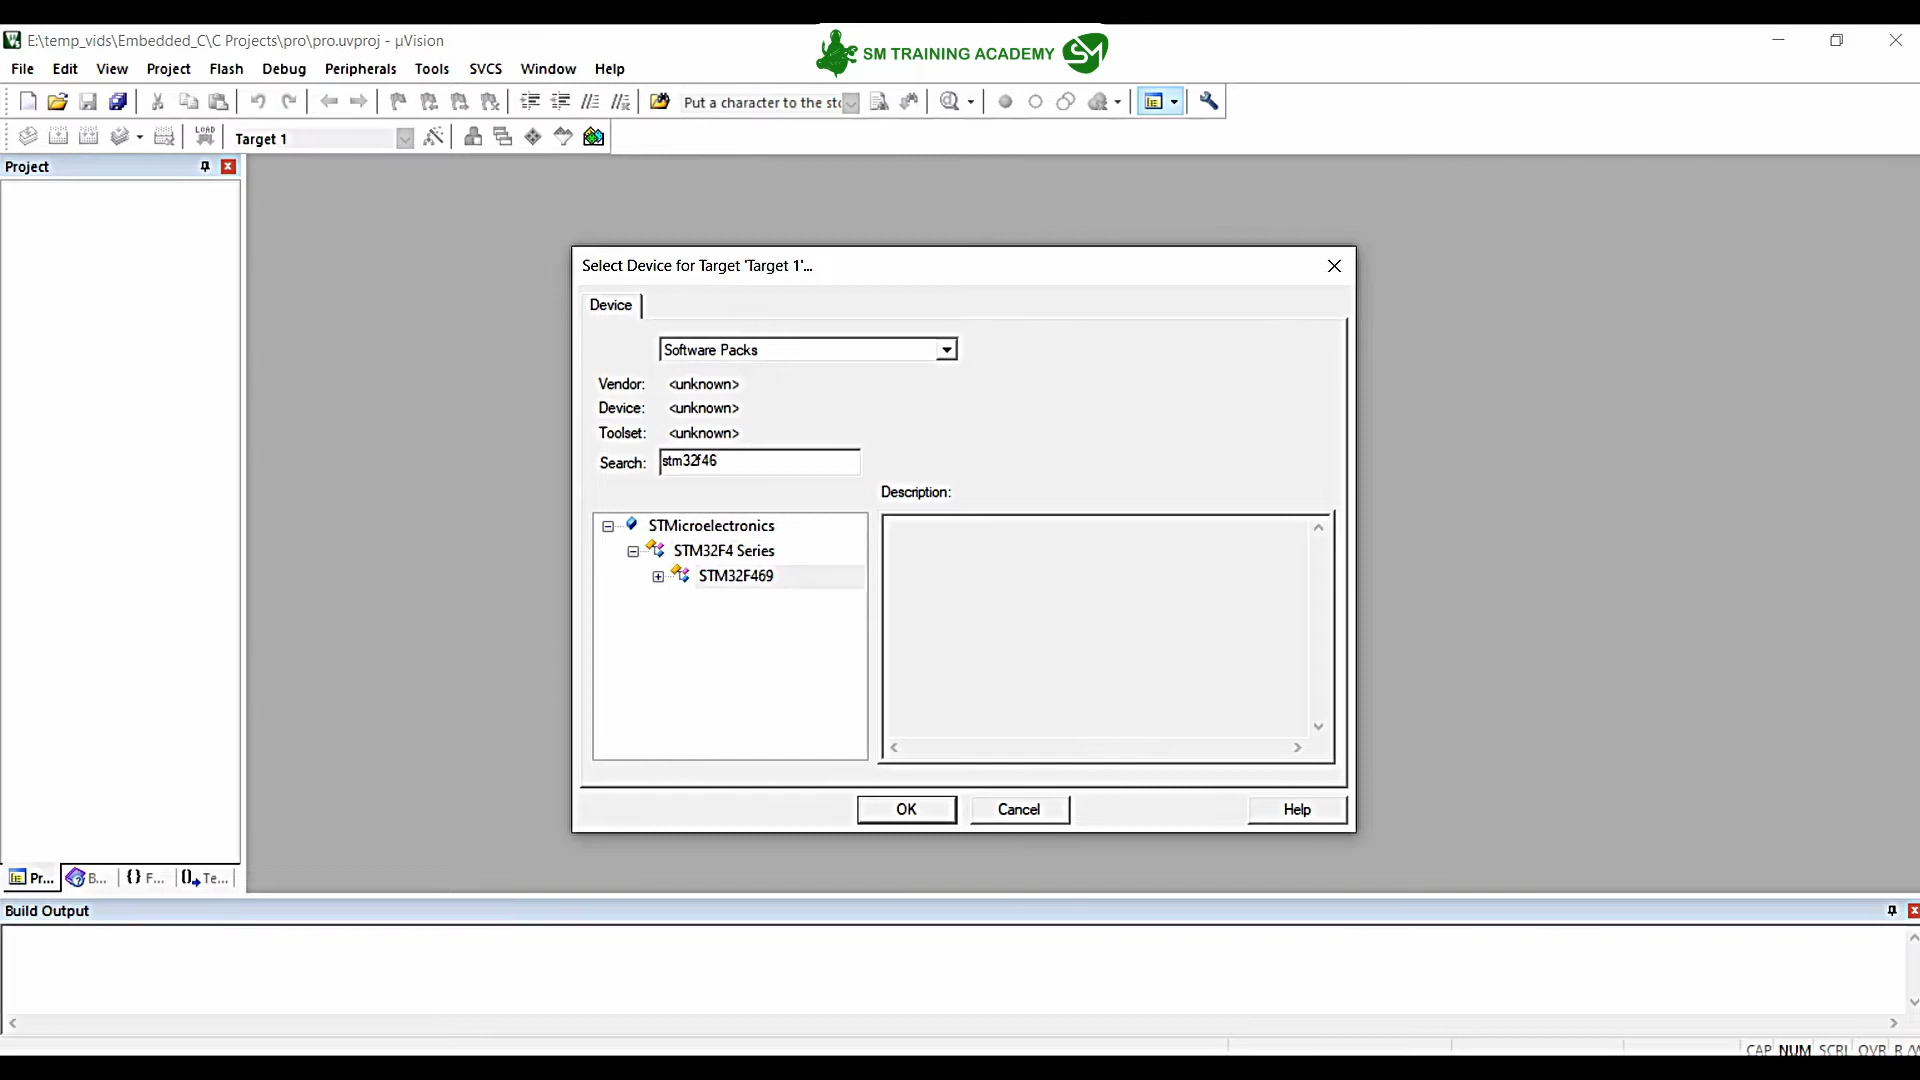 E:\temp_vids\Embedded_C\C Projects\pro\pro.uvproj - µVision
SM TRAINING ACADEMY SM
File Edit View Project Flash Debug Peripherals Tools SVCS Window Help
Put a character to the sto
LOAD Target 1
Project
Select Device for Target 'Target 1'...
Device
Software Packs
Vendor: <unknown>
Device: <unknown>
Toolset: <unknown>
Search: stm32f46
Description:
STMicroelectronics
STM32F4 Series
STM32F469
OK Cancel Help
Pr... B... {} F... Te...
Build Output
CAP NUM SCRL OVR R/W